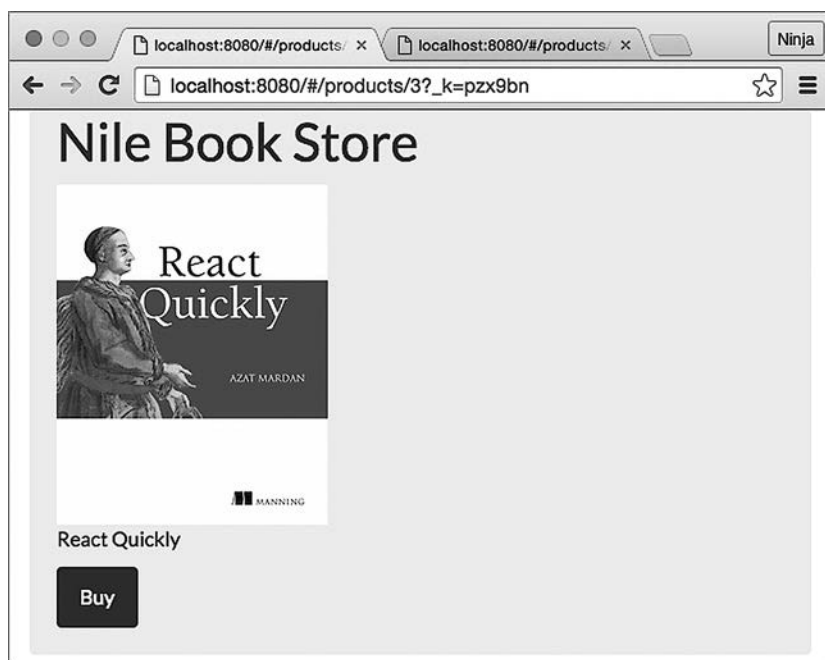 localhost:8080/#/products/
localhost:8080/#/products/
Ninja
localhost:8080/#/products/3?_k=pzx9bn
Nile Book Store
React
Quickly
AZAT MARDAN
MANNING
React Quickly
Buy